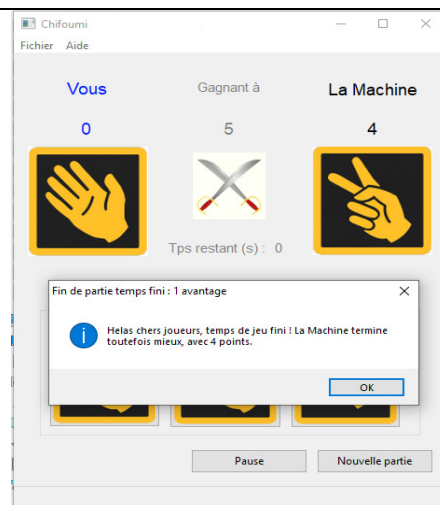 Chifoumi
Fichier Aide
Vous Gagnant à La Machine
0 5 4
Tps restant (s) : 0
Fin de partie temps fini : 1 avantage
Helas chers joueurs, temps de jeu fini ! La Machine termine
toutefois mieux, avec 4 points.
OK
Pause Nouvelle partie